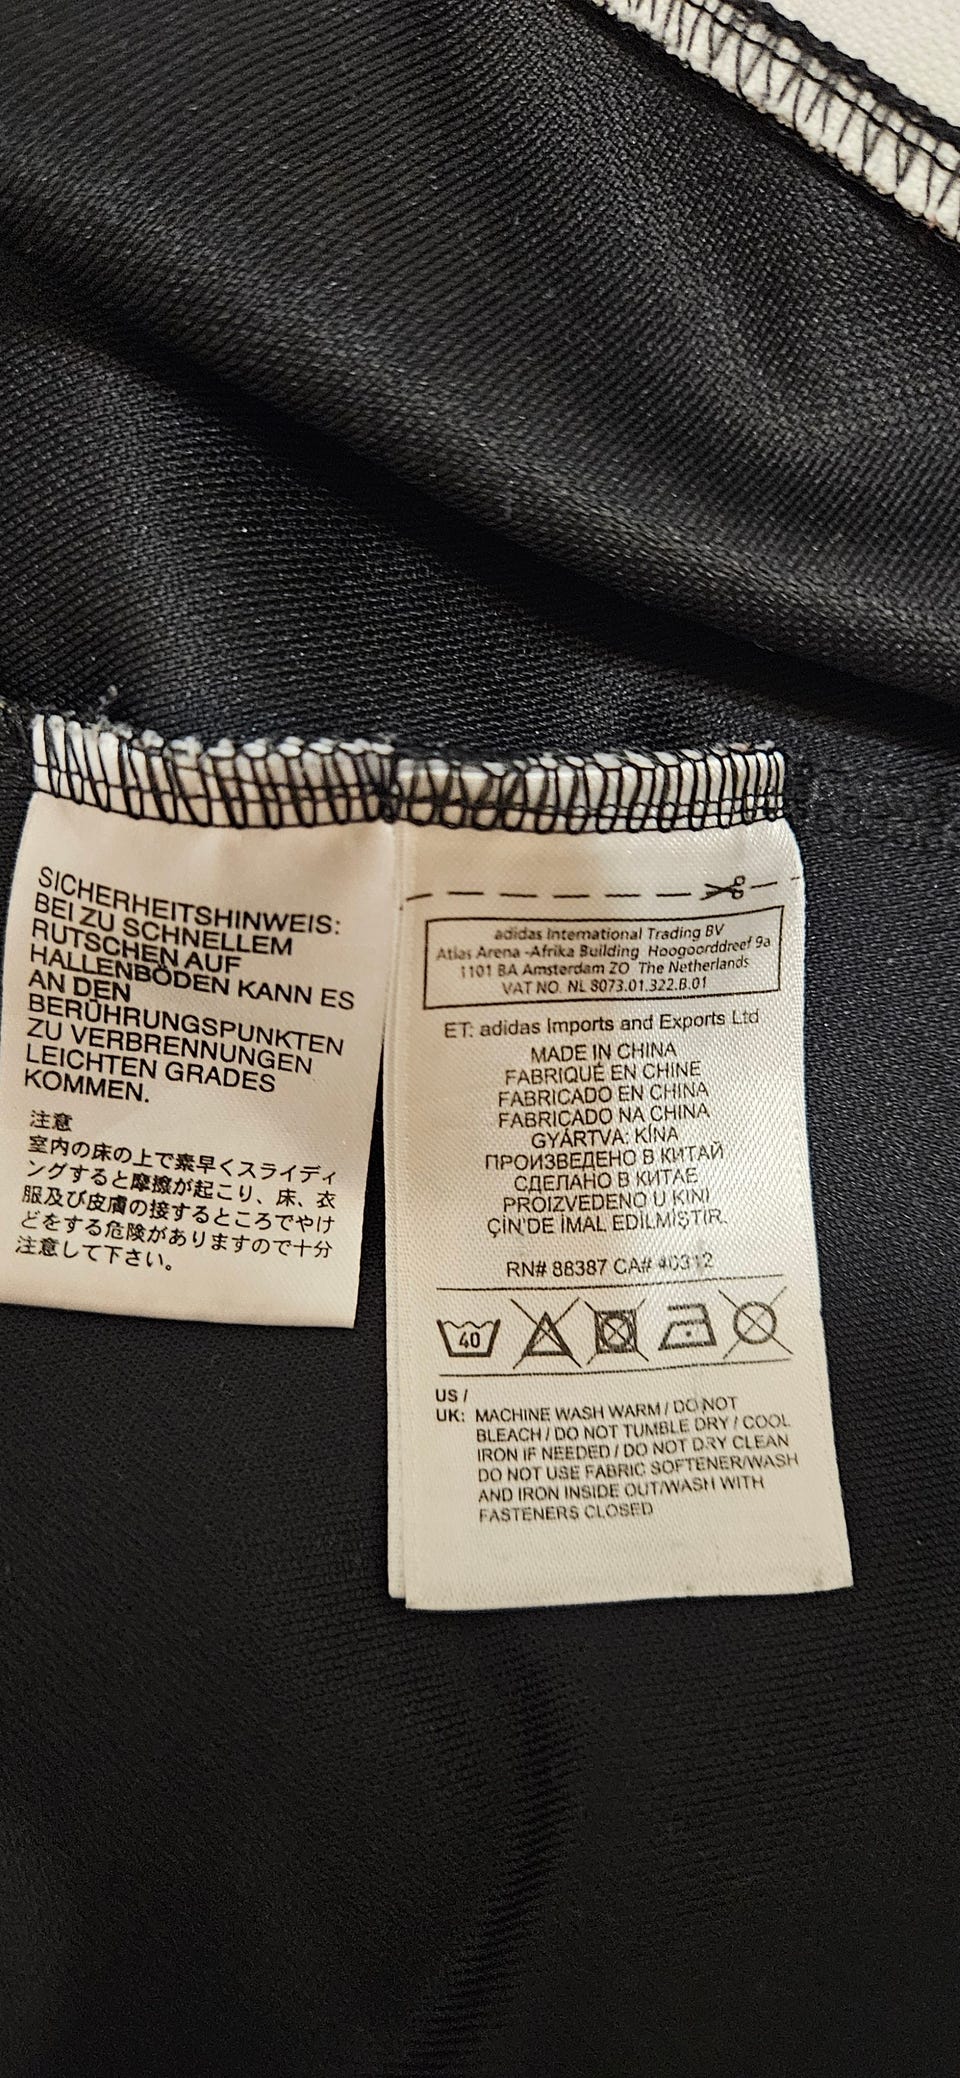 SICHERHEITSHINWEIS:
BEI ZU SCHNELLEM
RUTSCHEN AUF
HALLENBÖDEN KANN ES
AN DEN
BERÜHRUNGSPUNKTEN
ZU VERBRENNUNGEN
LEICHTEN GRADES
KOMMEN.
注意
室内の床の上で素早くスライディ
ングすると摩擦が起こり、床、衣
服及び皮膚の接するところでやけ
どをする危険がありますので十分
注意して下さい。
adidas International Trading BV
Atlas Arena -Afrika Building Hoogoorddreef 9a
1101 BA Amsterdam ZO The Netherlands
VAT NO. NL 8073.01.322.B.01
ET: adidas Imports and Exports Ltd
MADE IN CHINA
FABRIQUÉ EN CHINE
FABRICADO EN CHINA
FABRICADO NA CHINA
GYÁRTVA: KÍNA
ПРОИЗВЕДЕНО В КИТАЙ
СДЕЛАНО В КИТАЕ
PROIZVEDENO U KINI
ÇİN'DE İMAL EDİLMİŞTİR.
RN# 88387 CA# 40312
40
US /
UK: MACHINE WASH WARM / DO NOT
BLEACH / DO NOT TUMBLE DRY / COOL
IRON IF NEEDED / DO NOT DRY CLEAN
DO NOT USE FABRIC SOFTENER/WASH
AND IRON INSIDE OUT/WASH WITH
FASTENERS CLOSED